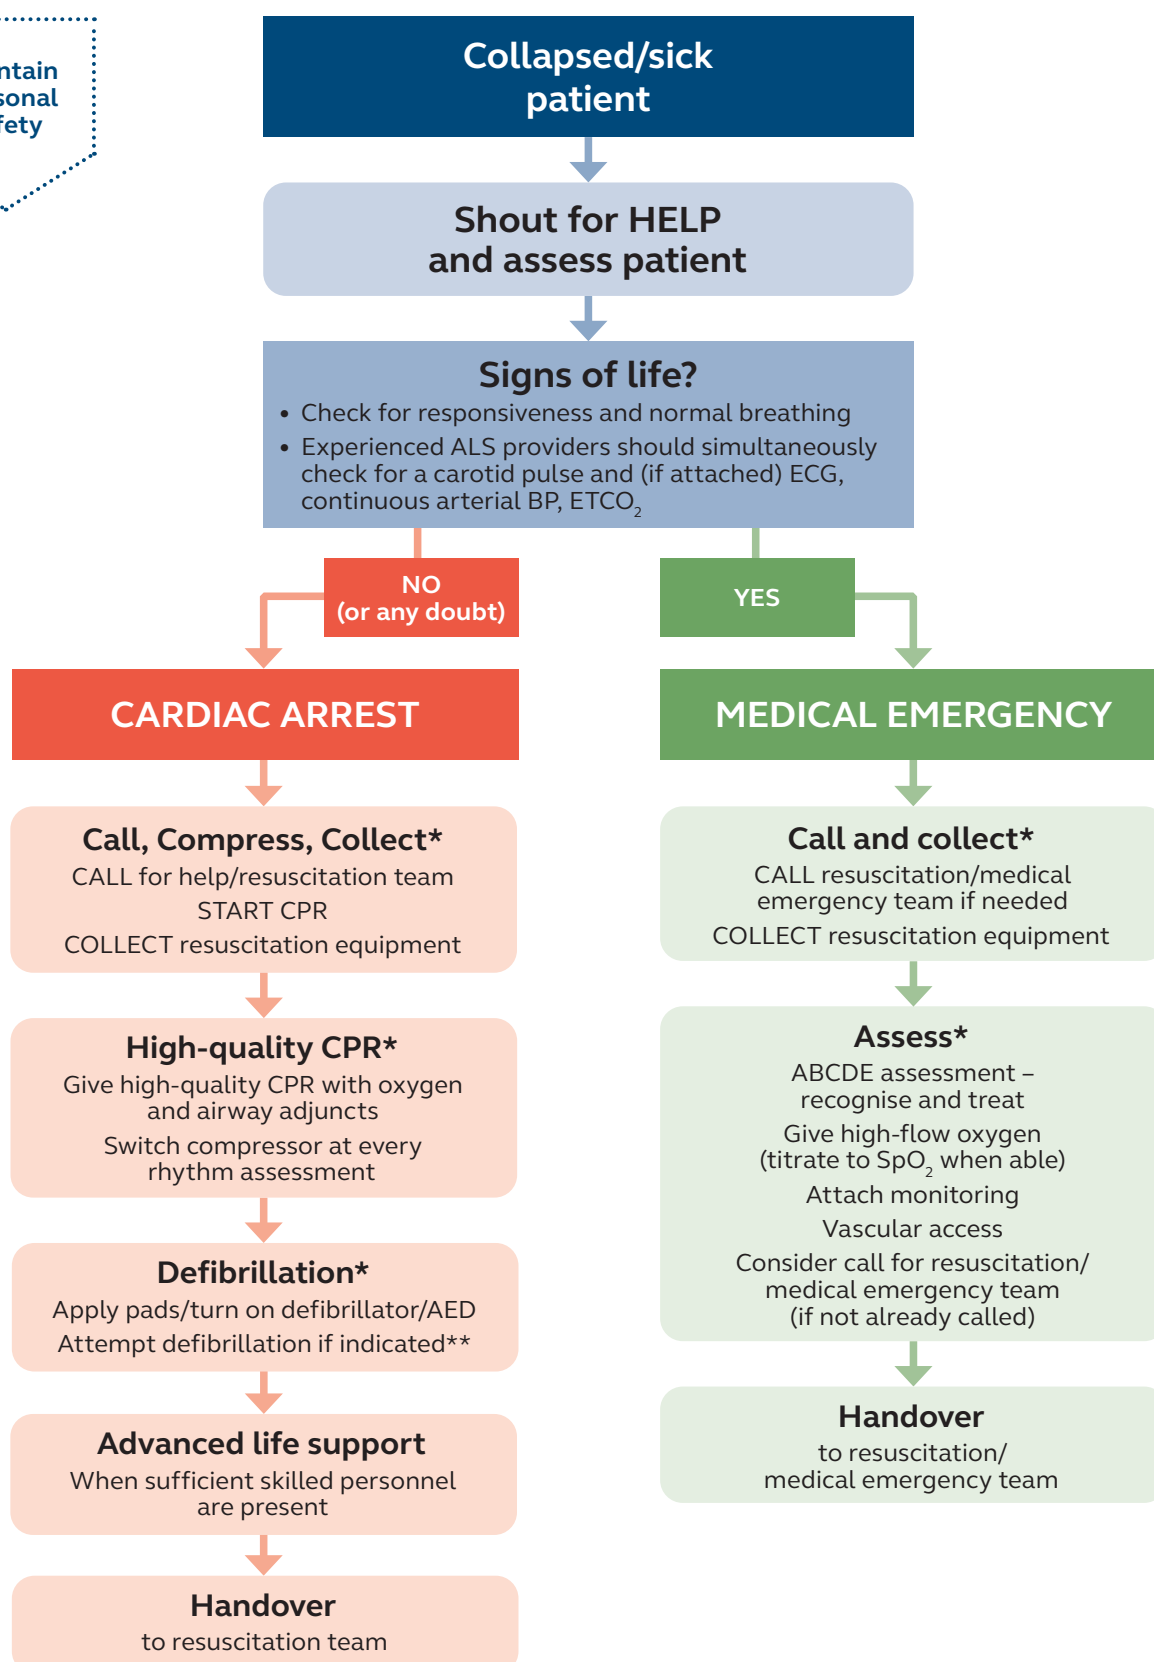 Collapsed/sick
patient
Shout for HELP
and assess patient
Signs of life?
• Check for responsiveness and normal breathing
• Experienced ALS providers should simultaneously
check for a carotid pulse and (if attached) ECG,
continuous arterial BP, ETCO₂
NO
(or any doubt)
YES
CARDIAC ARREST
Call, Compress, Collect*
CALL for help/resuscitation team
START CPR
COLLECT resuscitation equipment
High-quality CPR*
Give high-quality CPR with oxygen
and airway adjuncts
Switch compressor at every
rhythm assessment
Defibrillation*
Apply pads/turn on defibrillator/AED
Attempt defibrillation if indicated**
Advanced life support
When sufficient skilled personnel
are present
Handover
to resuscitation team
MEDICAL EMERGENCY
Call and collect*
CALL resuscitation/medical
emergency team if needed
COLLECT resuscitation equipment
Assess*
ABCDE assessment –
recognise and treat
Give high-flow oxygen
(titrate to SpO₂ when able)
Attach monitoring
Vascular access
Consider call for resuscitation/
medical emergency team
(if not already called)
Handover
to resuscitation/
medical emergency team